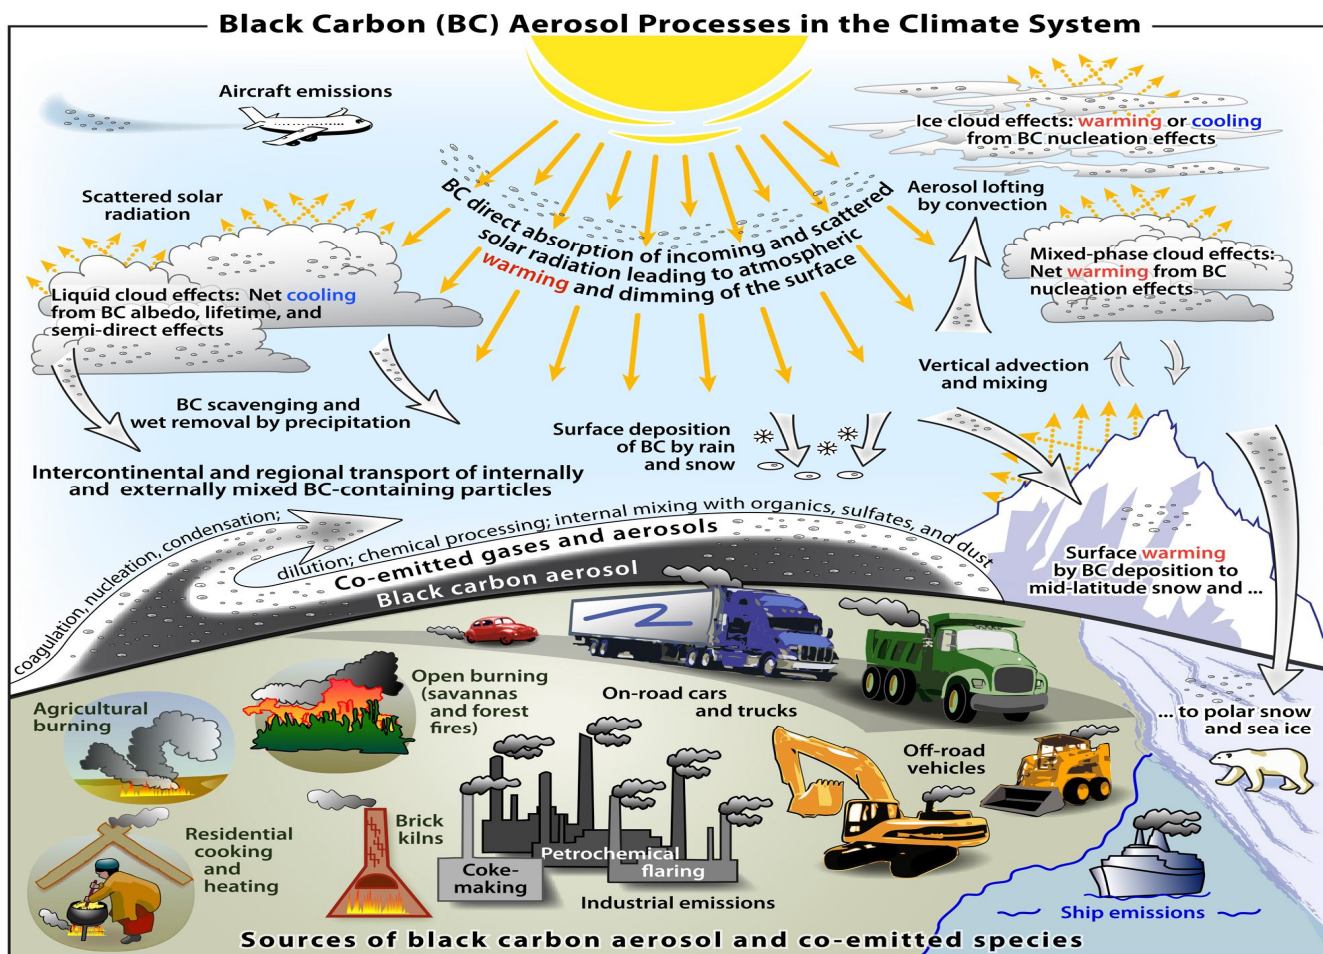 Black Carbon (BC) Aerosol Processes in the Climate System
Aircraft emissions
Ice cloud effects: warming or cooling
from BC nucleation effects
Scattered solar
radiation
BC direct absorption of incoming and scattered
solar radiation leading to atmospheric
warming and dimming of the surface
Aerosol lofting
by convection
Mixed-phase cloud effects:
Net warming from BC
nucleation effects
Liquid cloud effects: Net cooling
from BC albedo, lifetime, and
semi-direct effects
Vertical advection
and mixing
BC scavenging and
wet removal by precipitation
Surface deposition
of BC by rain
and snow
Intercontinental and regional transport of internally
and externally mixed BC-containing particles
coagulation, nucleation, condensation;
dilution; chemical processing; internal mixing with organics, sulfates, and dust
Co-emitted gases and aerosols
Black carbon aerosol
Surface warming
by BC deposition to
mid-latitude snow and ...
... to polar snow
and sea ice
Agricultural
burning
Open burning
(savannas
and forest
fires)
On-road cars
and trucks
Off-road
vehicles
Residential
cooking
and
heating
Brick
kilns
Coke-
making
Petrochemical
flaring
Industrial emissions
Ship emissions
Sources of black carbon aerosol and co-emitted species